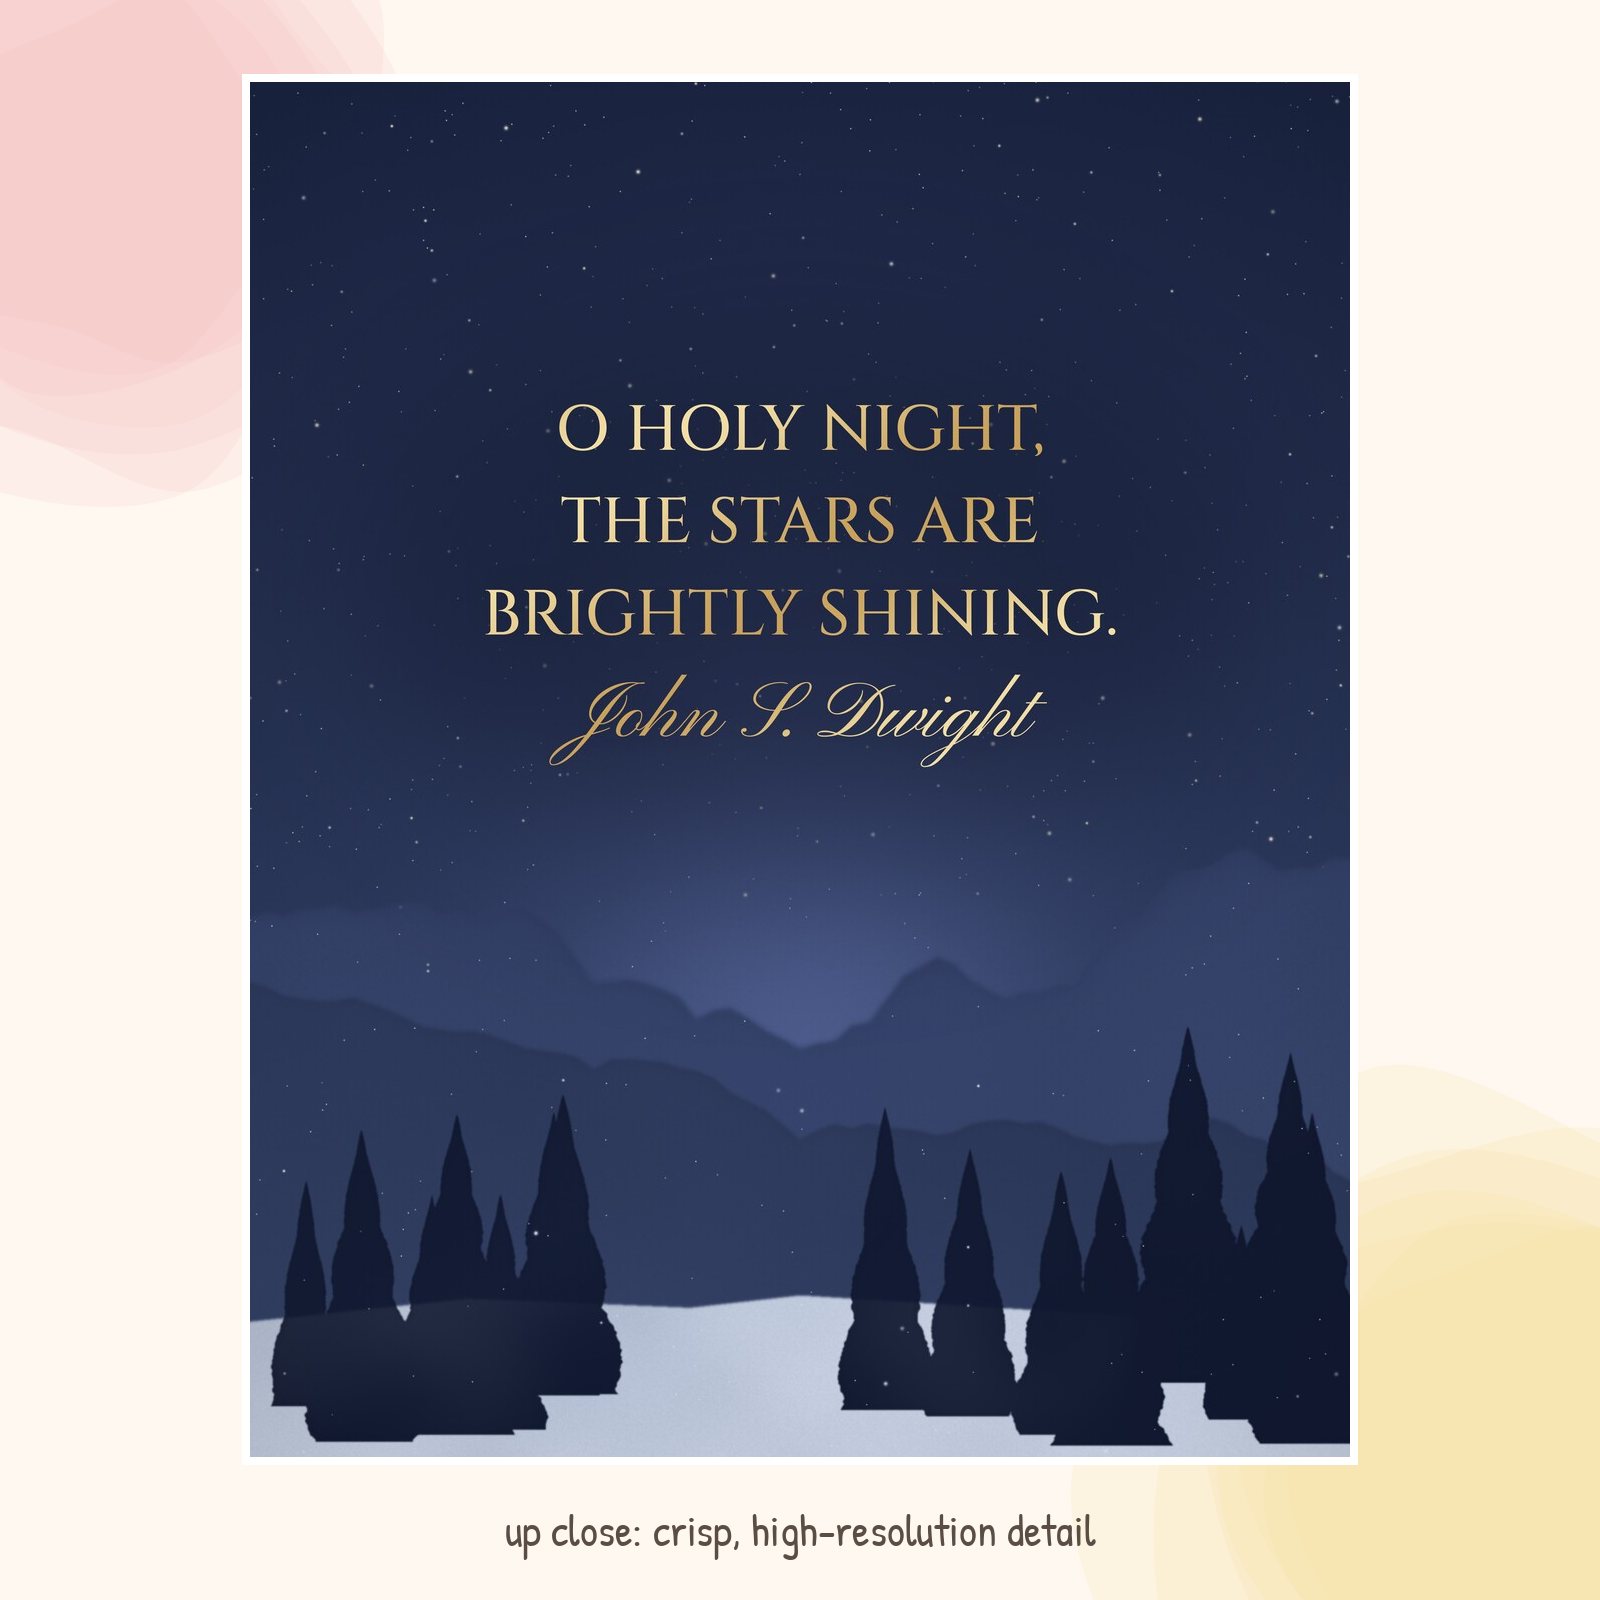 O HOLY NIGHT,
THE STARS ARE
BRIGHTLY SHINING.
John S. Dwight
up close: crisp, high-resolution detail